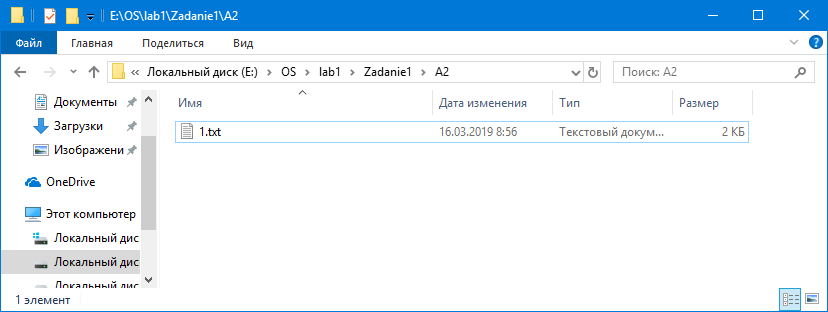 E:\OS\lab1\Zadanie1\A2
Файл Главная Поделиться Вид
Локальный диск (E:) OS lab1 Zadanie1 A2 Поиск: A2
Имя Дата изменения Тип Размер
Документы
1.txt 16.03.2019 8:56 Текстовый докум... 2 КБ
Загрузки
Изображени
OneDrive
Этот компьютер
Локальный дис
Локальный дис
Локальный дис
1 элемент